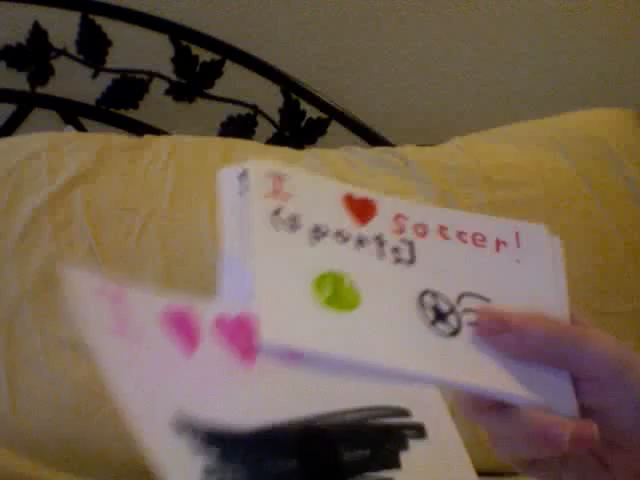 I ❤ soccer!
(sports)
I ❤❤